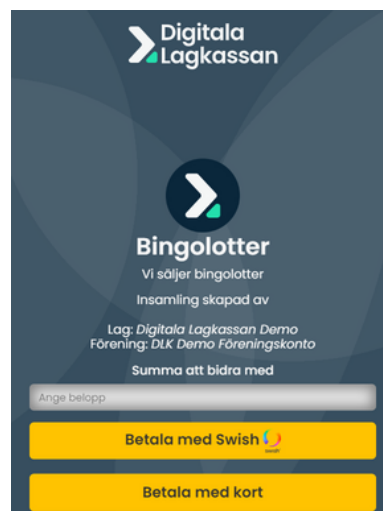 Digitala
Lagkassan
Bingolotter
Vi säljer bingolotter
Insamling skapad av
Lag: Digitala Lagkassan Demo
Förening: DLK Demo Föreningskonto
Summa att bidra med
Ange belopp
Betala med Swish swish
Betala med kort